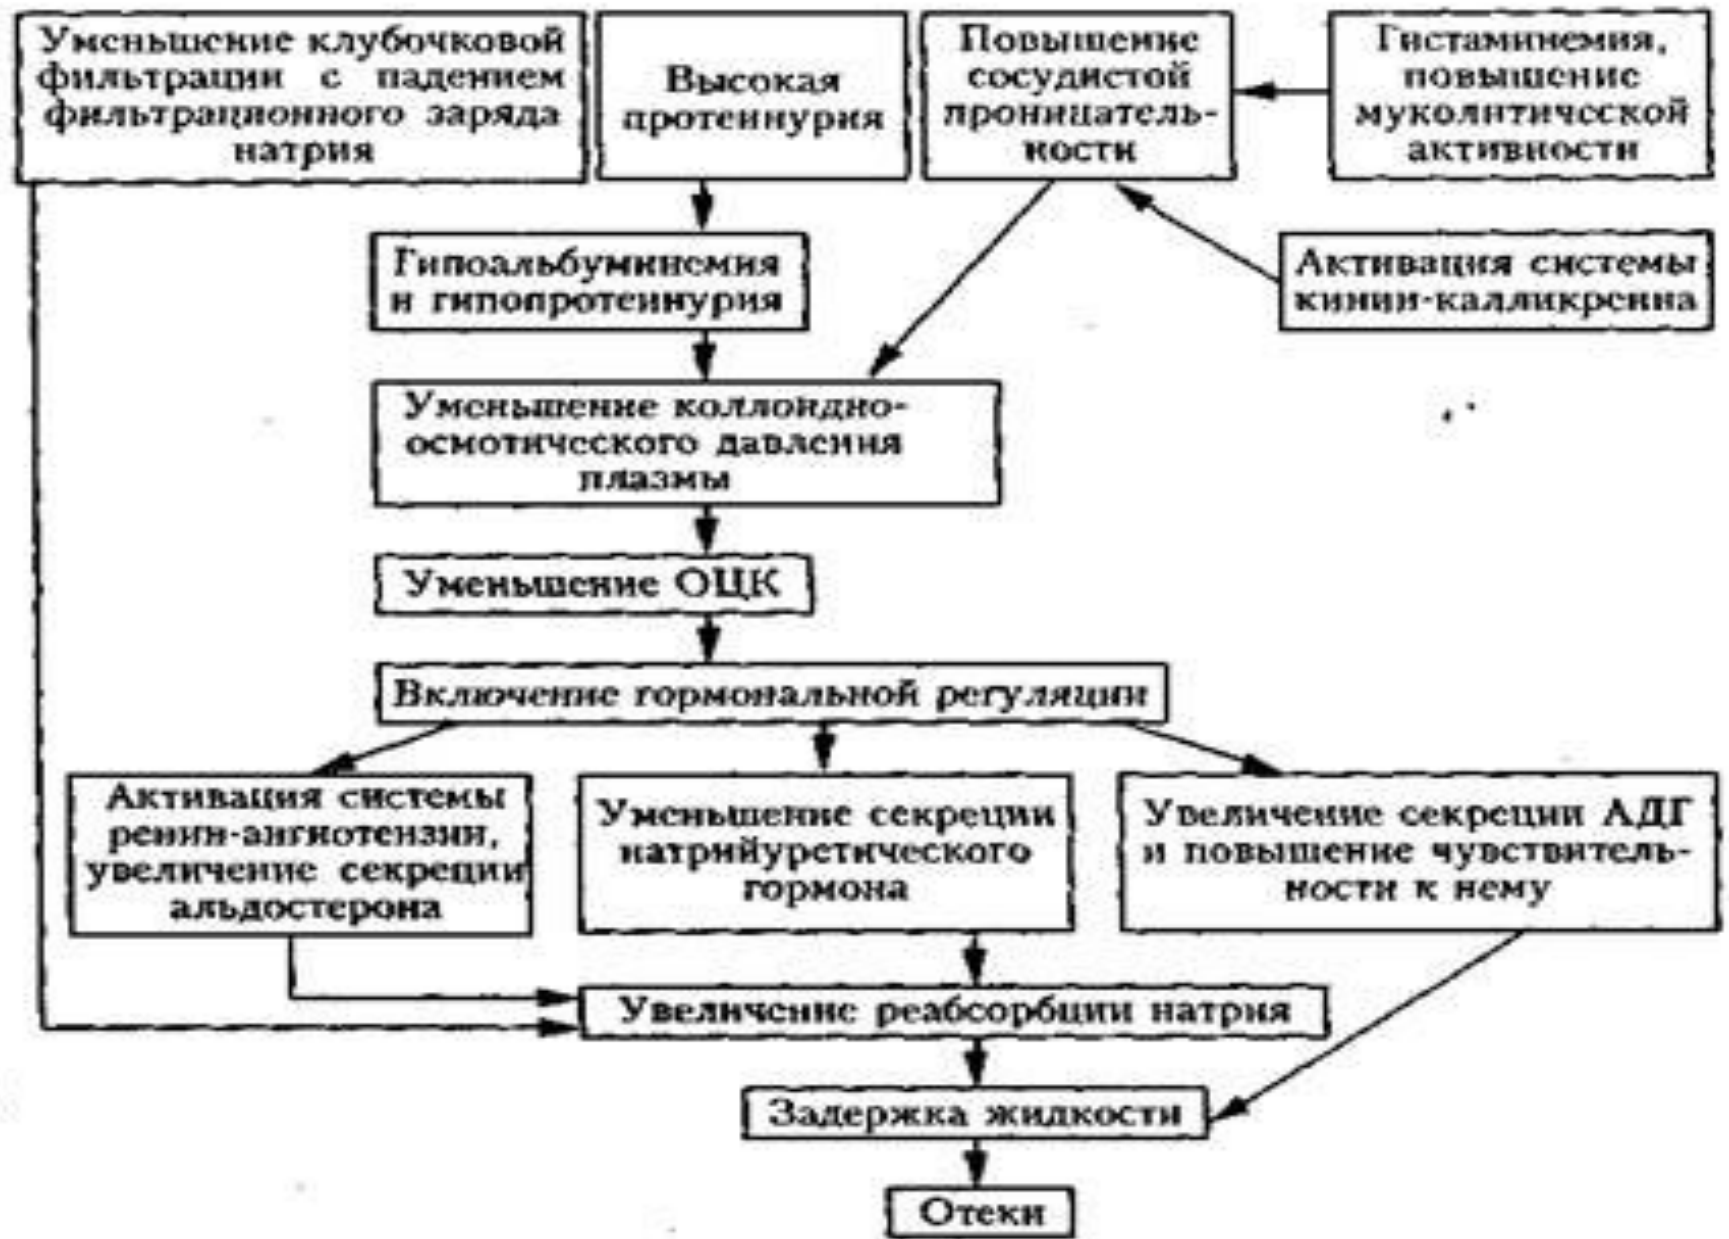 Уменьшение клубочковой
фильтрации с падением
фильтрационного заряда
натрия
Высокая
протеинурия
Повышение
сосудистой
проницатель-
ности
Гистаминемия,
повышение
муколитической
активности
Гипоальбуминемия
и гипопротеинурия
Активация системы
кинин-калликреина
Уменьшение коллоидно-
осмотического давления
плазмы
Уменьшение ОЦК
Включение гормональной регуляции
Активация системы
ренин-ангиотензин,
увеличение секреции
альдостерона
Уменьшение секреции
натрийуретического
гормона
Увеличение секреции АДГ
и повышение чувствитель-
ности к нему
Увеличение реабсорбции натрия
Задержка жидкости
Отеки